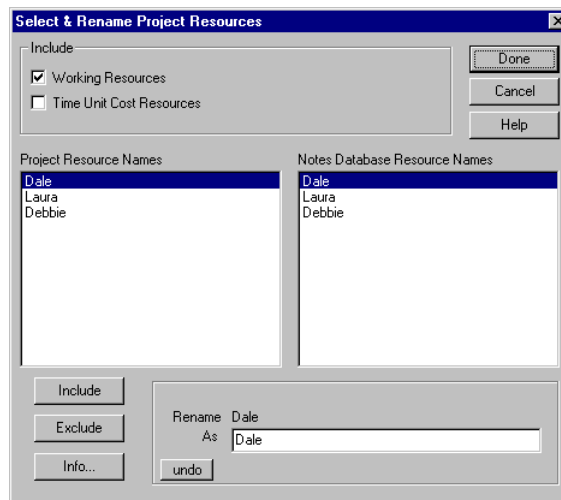 Select & Rename Project Resources
Include
Working Resources
Time Unit Cost Resources
Done
Cancel
Help
Project Resource Names
Dale
Laura
Debbie
Notes Database Resource Names
Dale
Laura
Debbie
Include
Exclude
Info...
Rename Dale
As Dale
undo